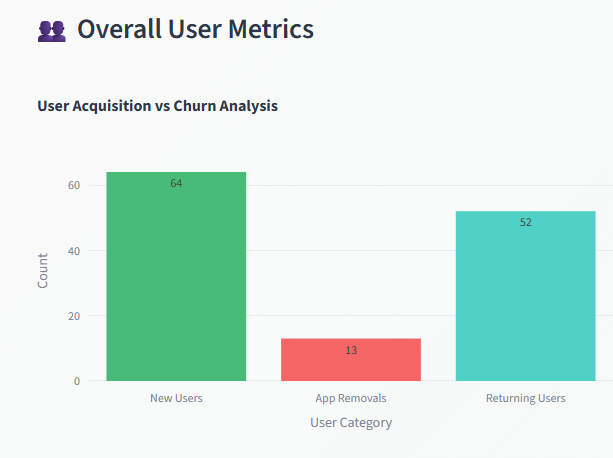 Overall User Metrics
User Acquisition vs Churn Analysis
60
40
20
0
Count
64
13
52
New Users
App Removals
Returning Users
User Category